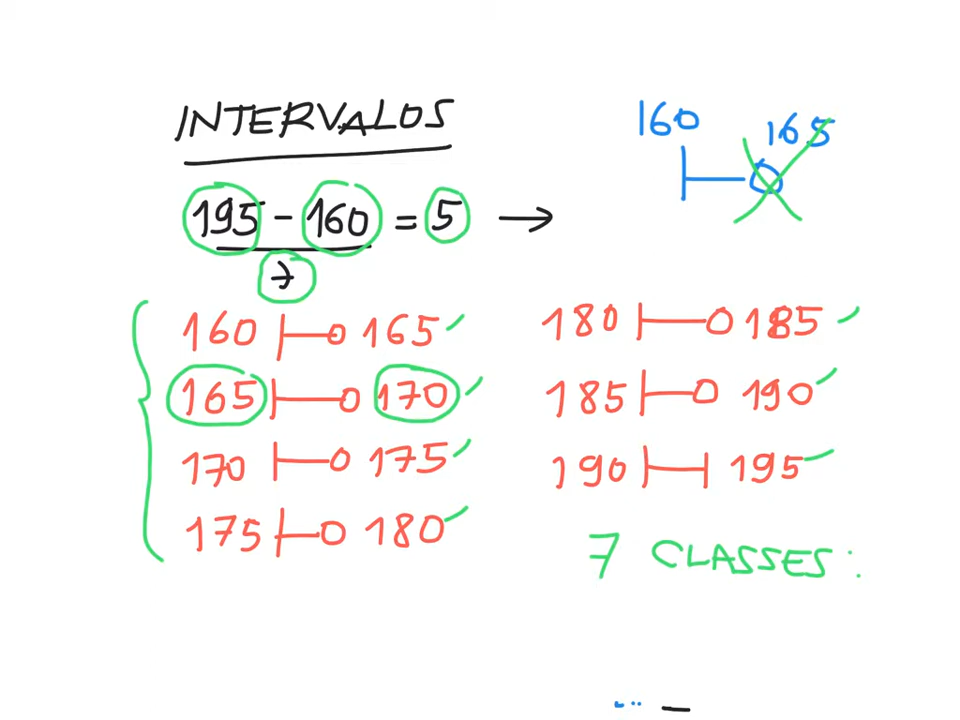 INTERVALOS
195 - 160 = 5 →
7
160 165
160 |—o 165
165 |—o 170
170 |—o 175
175 |—o 180
180 |—o 185
185 |—o 190
190 |—| 195
7 CLASSES: